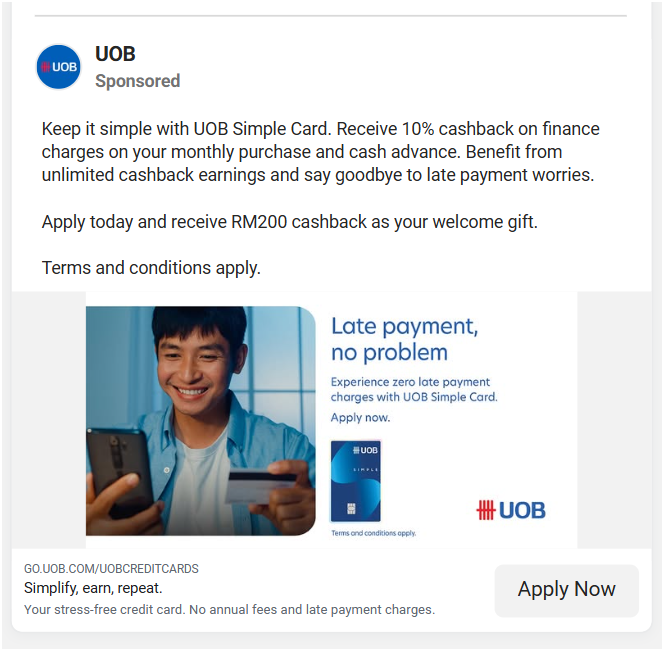 UOB
UOB
Sponsored
Keep it simple with UOB Simple Card. Receive 10% cashback on finance
charges on your monthly purchase and cash advance. Benefit from
unlimited cashback earnings and say goodbye to late payment worries.
Apply today and receive RM200 cashback as your welcome gift.
Terms and conditions apply.
Late payment,
no problem
Experience zero late payment
charges with UOB Simple Card.
Apply now.
UOB
SIMPLE
UOB
Terms and conditions apply.
GO.UOB.COM/UOBCREDITCARDS
Simplify, earn, repeat.
Your stress-free credit card. No annual fees and late payment charges.
Apply Now